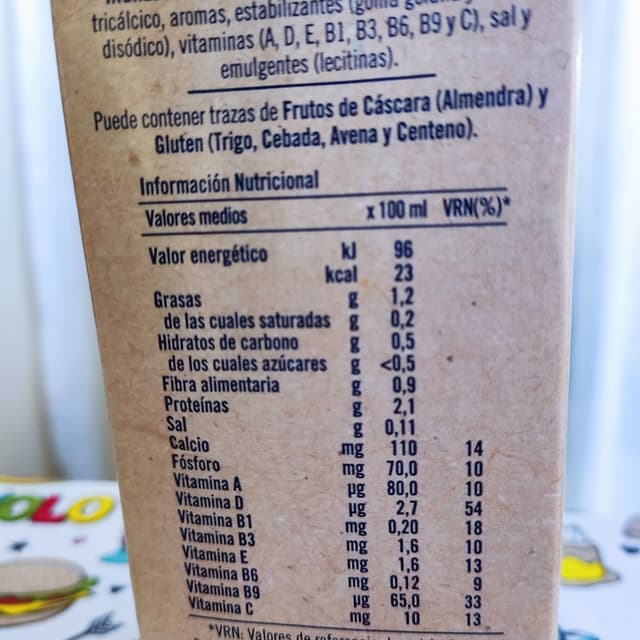 tricálcico, aromas, estabilizantes (goma
disódico), vitaminas (A, D, E, B1, B3, B6, B9 y C), sal y
emulgentes (lecitinas).
Puede contener trazas de Frutos de Cáscara (Almendra) y
Gluten (Trigo, Cebada, Avena y Centeno).
Información Nutricional
Valores medios x 100 ml VRN(%)*
Valor energético kJ 96
kcal 23
Grasas g 1,2
de las cuales saturadas g 0,2
Hidratos de carbono g 0,5
de los cuales azúcares g <0,5
Fibra alimentaria g 0,9
Proteínas g 2,1
Sal g 0,11
Calcio mg 110 14
Fósforo mg 70,0 10
Vitamina A µg 80,0 10
Vitamina D µg 2,7 54
Vitamina B1 mg 0,20 18
Vitamina B3 mg 1,6 10
Vitamina E mg 1,6 13
Vitamina B6 mg 0,12 9
Vitamina B9 µg 65,0 33
Vitamina C mg 10 13
*VRN: Valores de
OLO